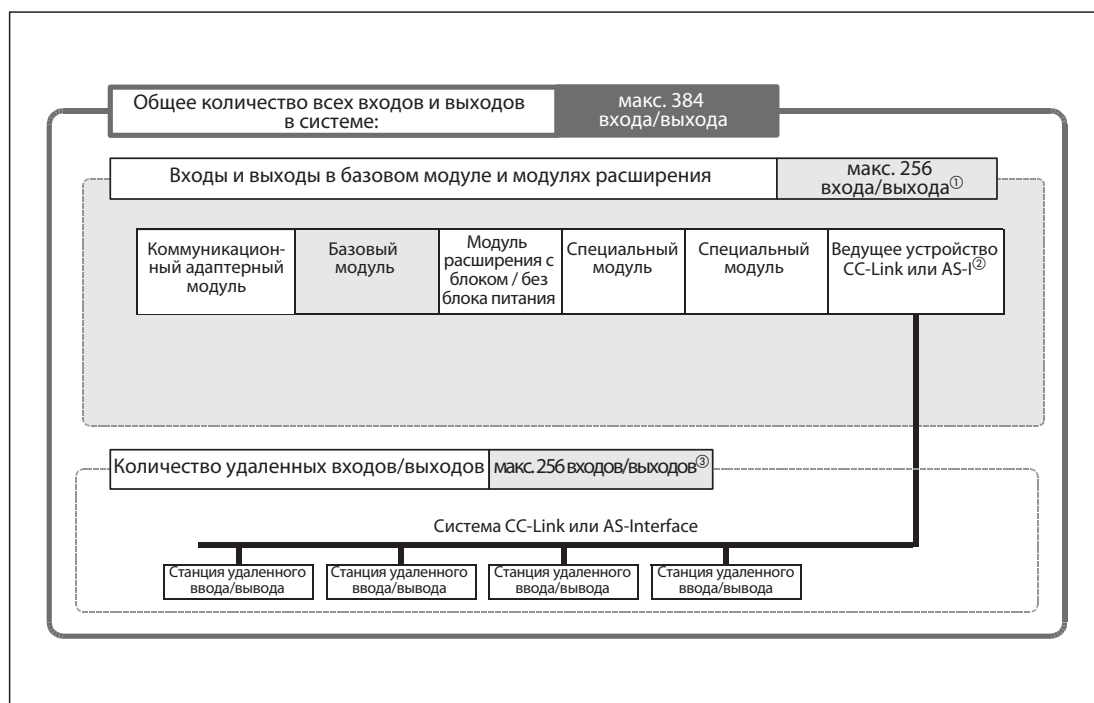 Общее количество всех входов и выходов
в системе:
макс. 384
входа/выхода
Входы и выходы в базовом модуле и модулях расширения
макс. 256
входа/выхода①
Коммуникацион-
ный адаптерный
модуль
Базовый
модуль
Модуль
расширения с
блоком / без
блока питания
Специальный
модуль
Специальный
модуль
Ведущее устройство
CC-Link или AS-I②
Количество удаленных входов/выходов
макс. 256 входов/выходов③
Система CC-Link или AS-Interface
Станция удаленного
ввода/вывода
Станция удаленного
ввода/вывода
Станция удаленного
ввода/вывода
Станция удаленного
ввода/вывода